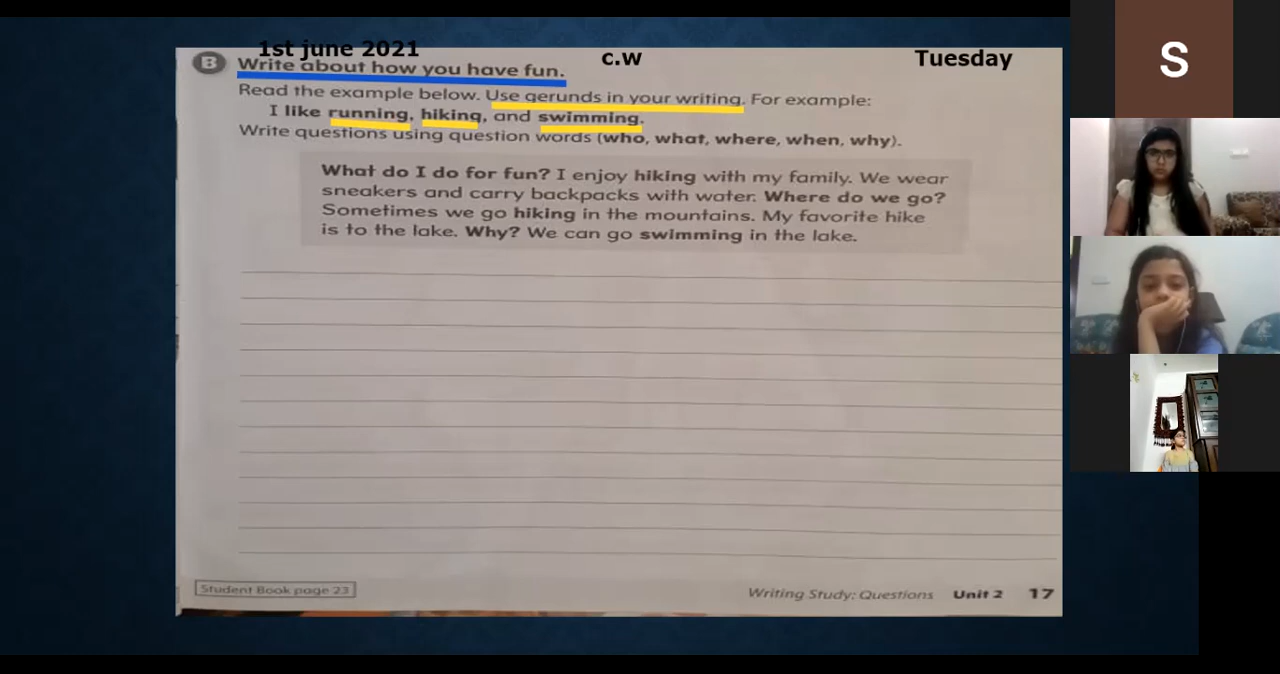 1st june 2021 c.w Tuesday
B Write about how you have fun.
Read the example below. Use gerunds in your writing. For example:
I like running, hiking, and swimming.
Write questions using question words (who, what, where, when, why).
What do I do for fun? I enjoy hiking with my family. We wear
sneakers and carry backpacks with water. Where do we go?
Sometimes we go hiking in the mountains. My favorite hike
is to the lake. Why? We can go swimming in the lake.
Student Book page 23 Writing Study: Questions Unit 2 17
S